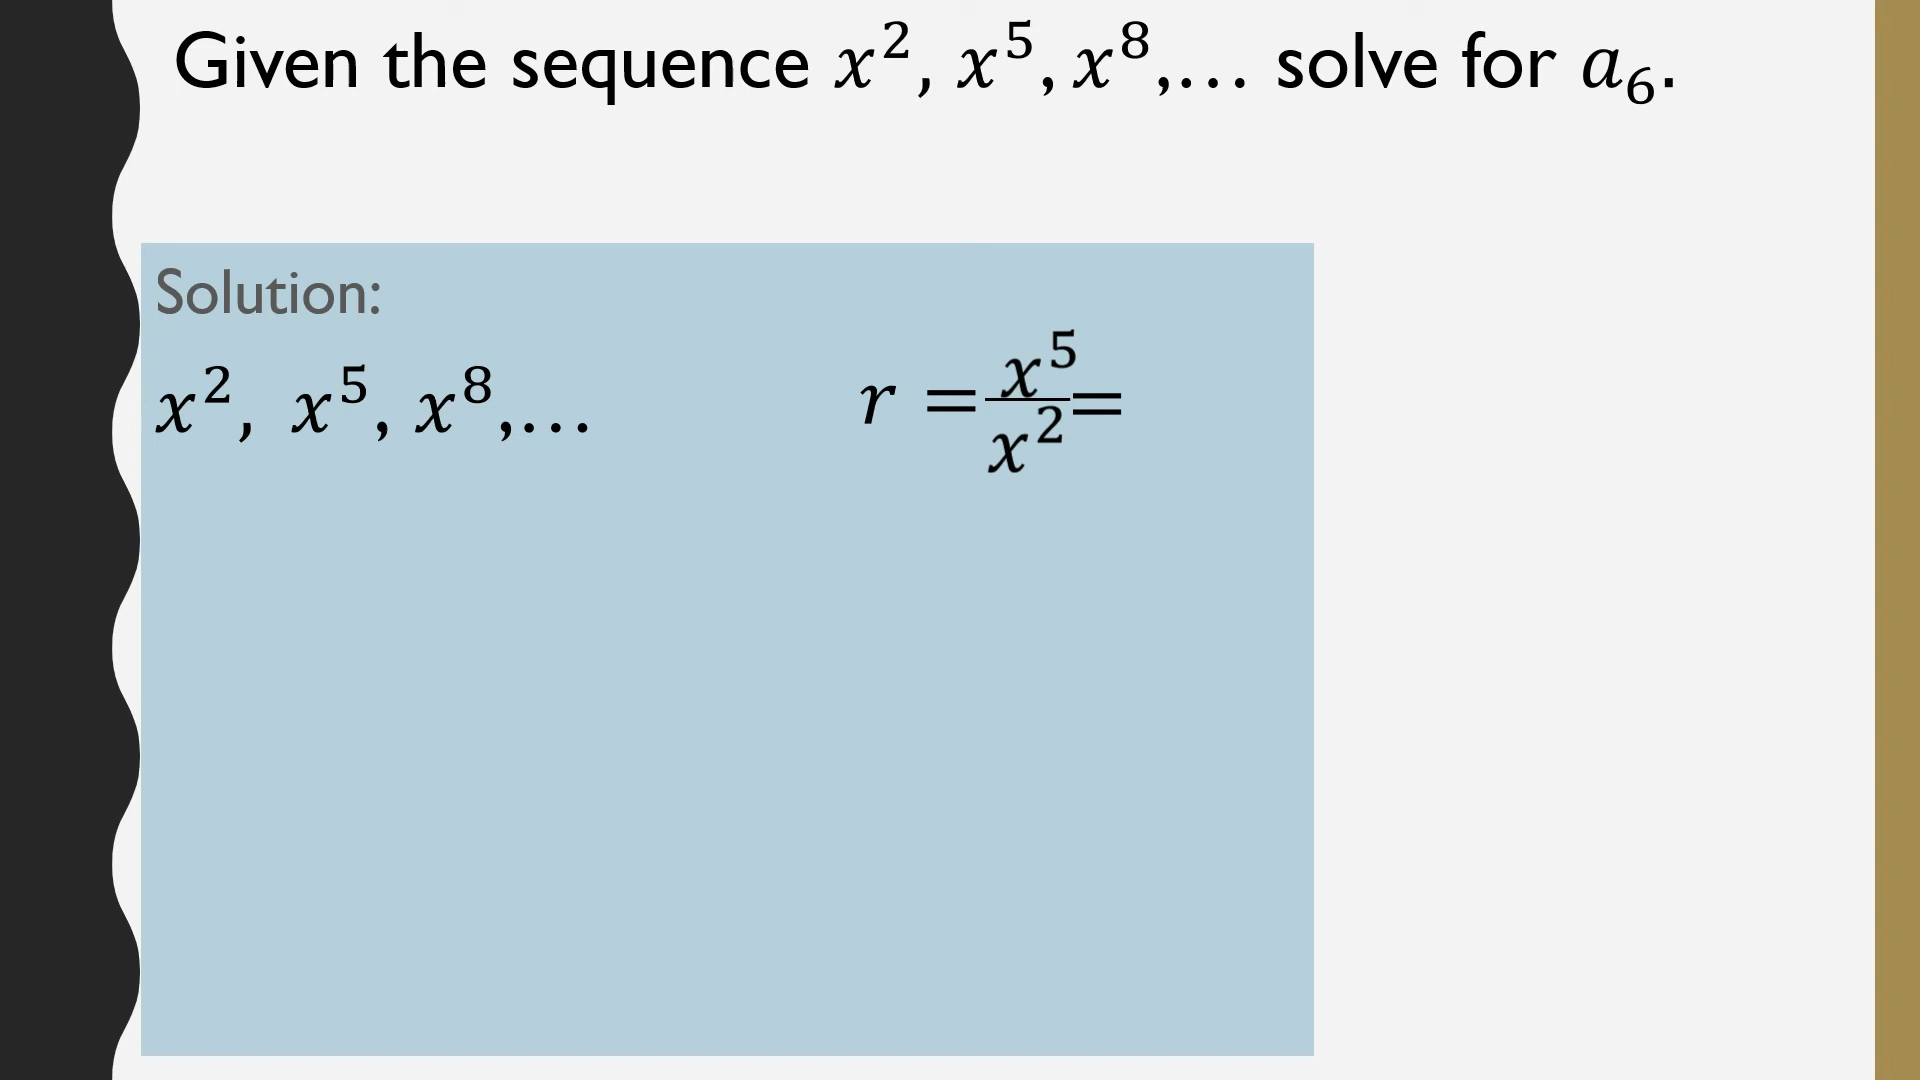 Given the sequence x², x⁵, x⁸,… solve for a₆.
Solution:
x², x⁵, x⁸,… r = x⁵/x² =